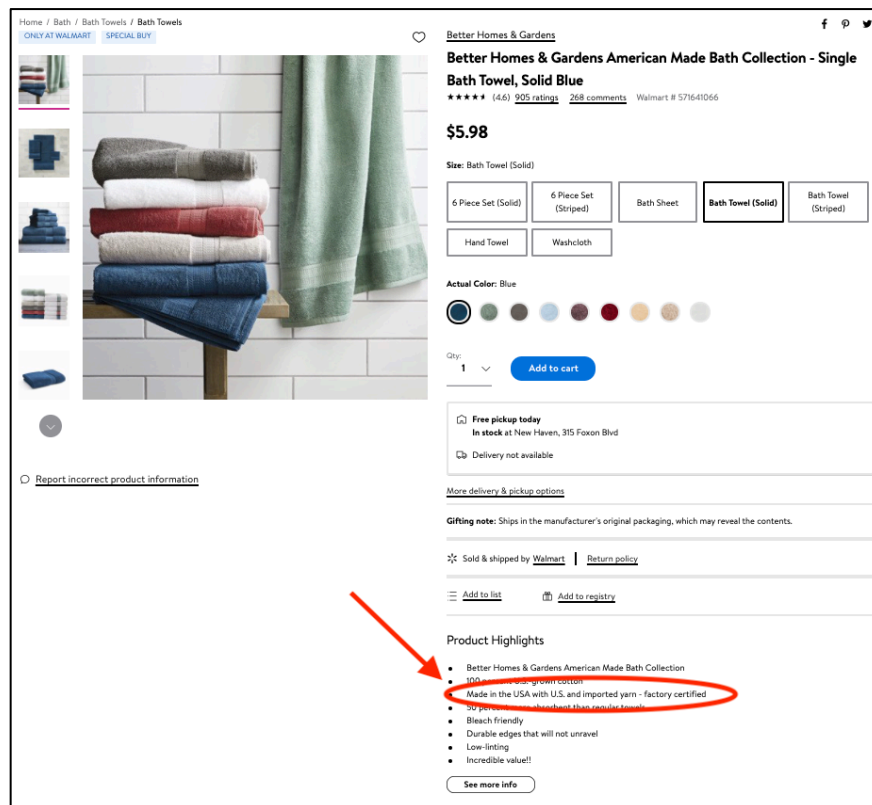 Home / Bath / Bath Towels / Bath Towels
ONLY AT WALMART SPECIAL BUY
Better Homes & Gardens
Better Homes & Gardens American Made Bath Collection - Single
Bath Towel, Solid Blue
(4.6) 905 ratings 268 comments Walmart # 571641066
$5.98
Size: Bath Towel (Solid)
6 Piece Set (Solid)
6 Piece Set
(Striped)
Bath Sheet
Bath Towel (Solid)
Bath Towel
(Striped)
Hand Towel
Washcloth
Actual Color: Blue
Qty:
1
Add to cart
Free pickup today
In stock at New Haven, 315 Foxon Blvd
Delivery not available
Report incorrect product information
More delivery & pickup options
Gifting note: Ships in the manufacturer's original packaging, which may reveal the contents.
Sold & shipped by Walmart | Return policy
Add to list Add to registry
Product Highlights
Better Homes & Gardens American Made Bath Collection
100 percent U.S. grown cotton
Made in the USA with U.S. and imported yarn - factory certified
50 percent more absorbent than regular towels
Bleach friendly
Durable edges that will not unravel
Low-linting
Incredible value!!
See more info